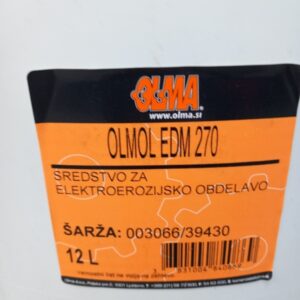 OLMA
www.olma.si
OLMOL EDM 270
SREDSTVO ZA
ELEKTROEROZIJSKO OBDELAVO
ŠARŽA: 003066/39430
12 L